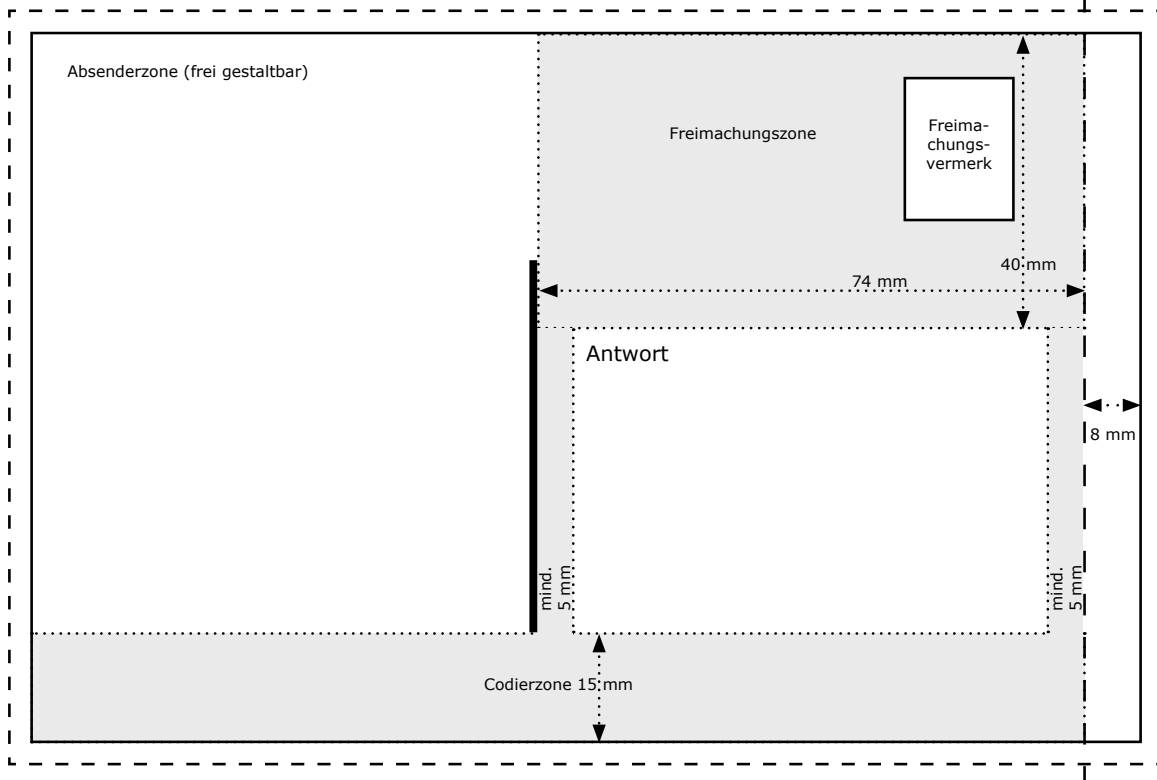 Absenderzone (frei gestaltbar)
Freimachungszone
Freima-
chungs-
vermerk
40 mm
74 mm
Antwort
8 mm
mind.
5 mm
mind.
5 mm
Codierzone 15 mm